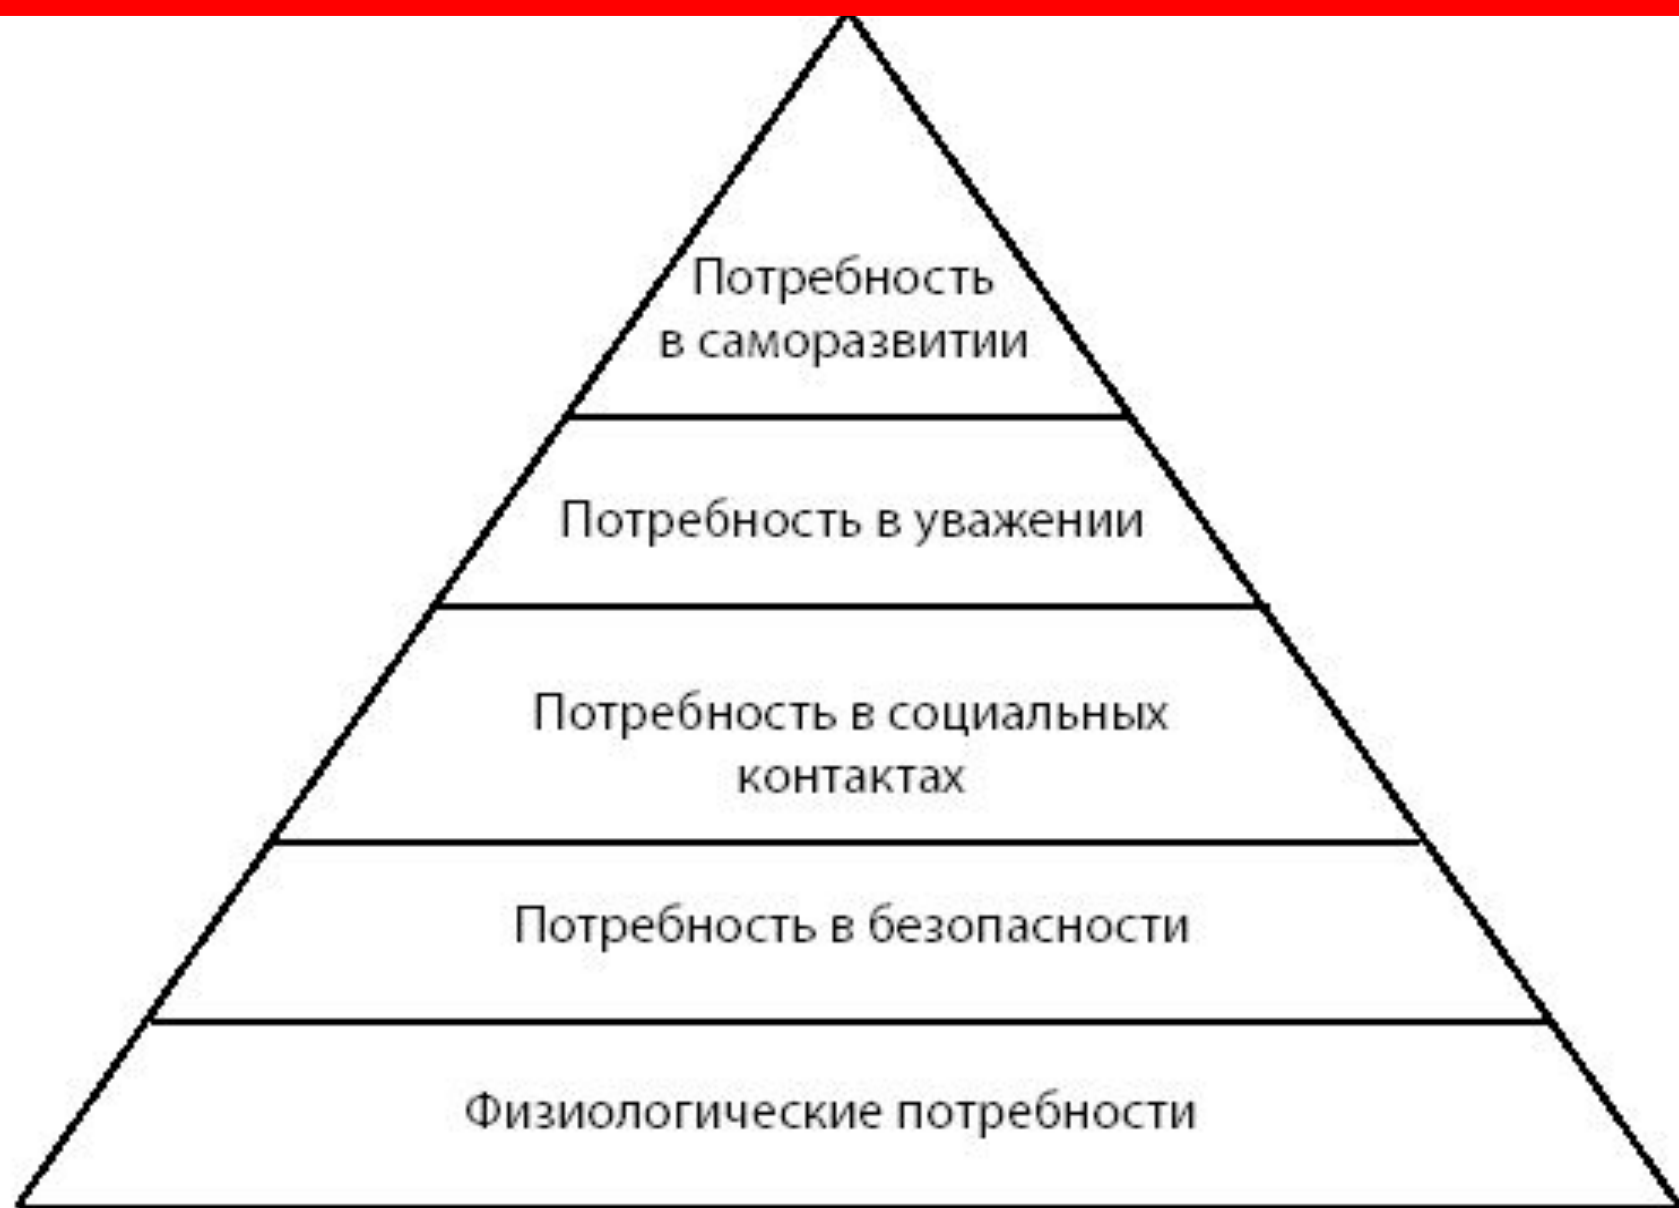 Потребность
в саморазвитии
Потребность в уважении
Потребность в социальных
контактах
Потребность в безопасности
Физиологические потребности